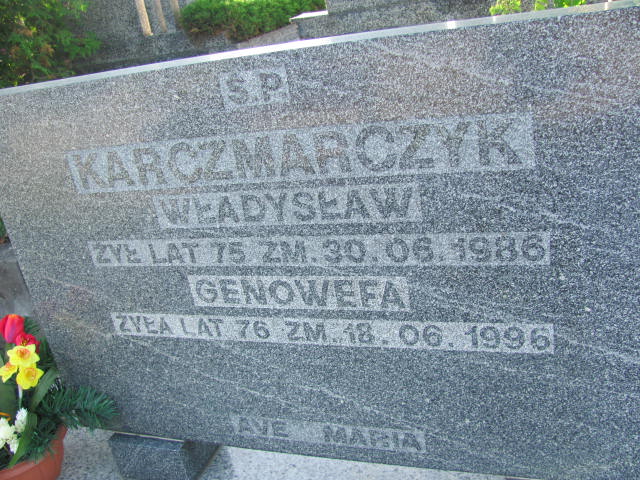 Ś.P.
KARCZMARCZYK
WŁADYSŁAW
ŻYŁ LAT 75 ZM. 30.06.1986
GENOWEFA
ŻYŁA LAT 76 ZM. 18.06.1996
AVE MARIA